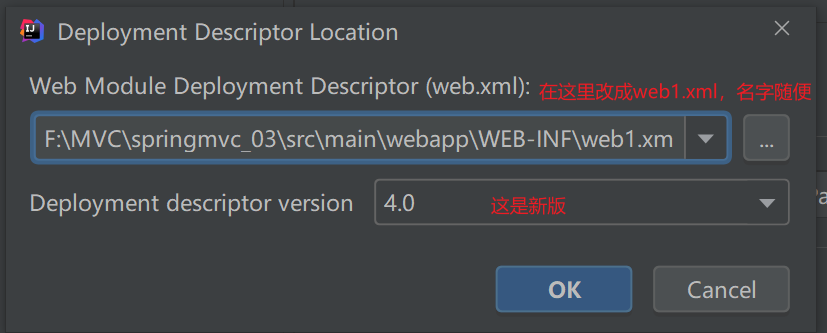 Deployment Descriptor Location
Web Module Deployment Descriptor (web.xml): 在这里改成web1.xml，名字随便
F:\MVC\springmvc_03\src\main\webapp\WEB-INF\web1.xm
...
Deployment descriptor version 4.0 这是新版
OK Cancel